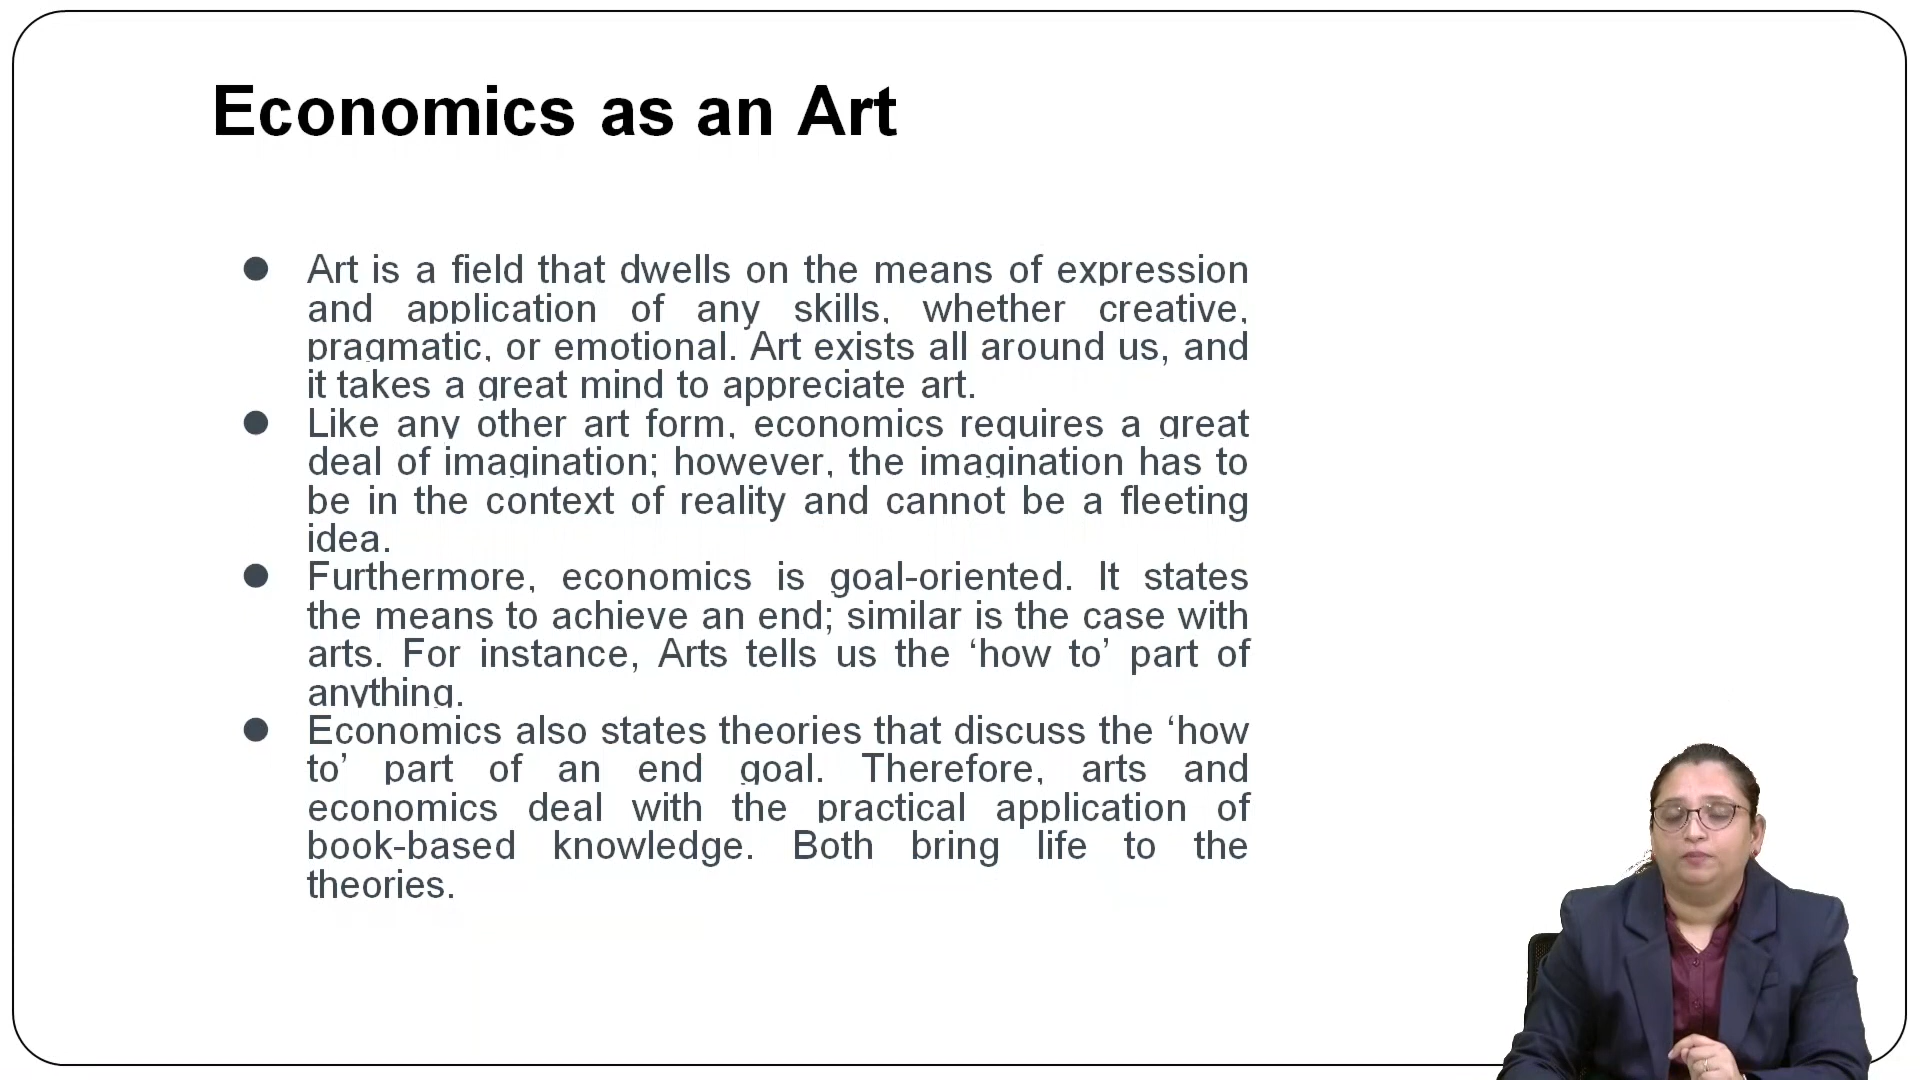 Economics as an Art
● Art is a field that dwells on the means of expression
and application of any skills, whether creative,
pragmatic, or emotional. Art exists all around us, and
it takes a great mind to appreciate art.
● Like any other art form, economics requires a great
deal of imagination; however, the imagination has to
be in the context of reality and cannot be a fleeting
idea.
● Furthermore, economics is goal-oriented. It states
the means to achieve an end; similar is the case with
arts. For instance, Arts tells us the ‘how to’ part of
anything.
● Economics also states theories that discuss the ‘how
to’ part of an end goal. Therefore, arts and
economics deal with the practical application of
book-based knowledge. Both bring life to the
theories.